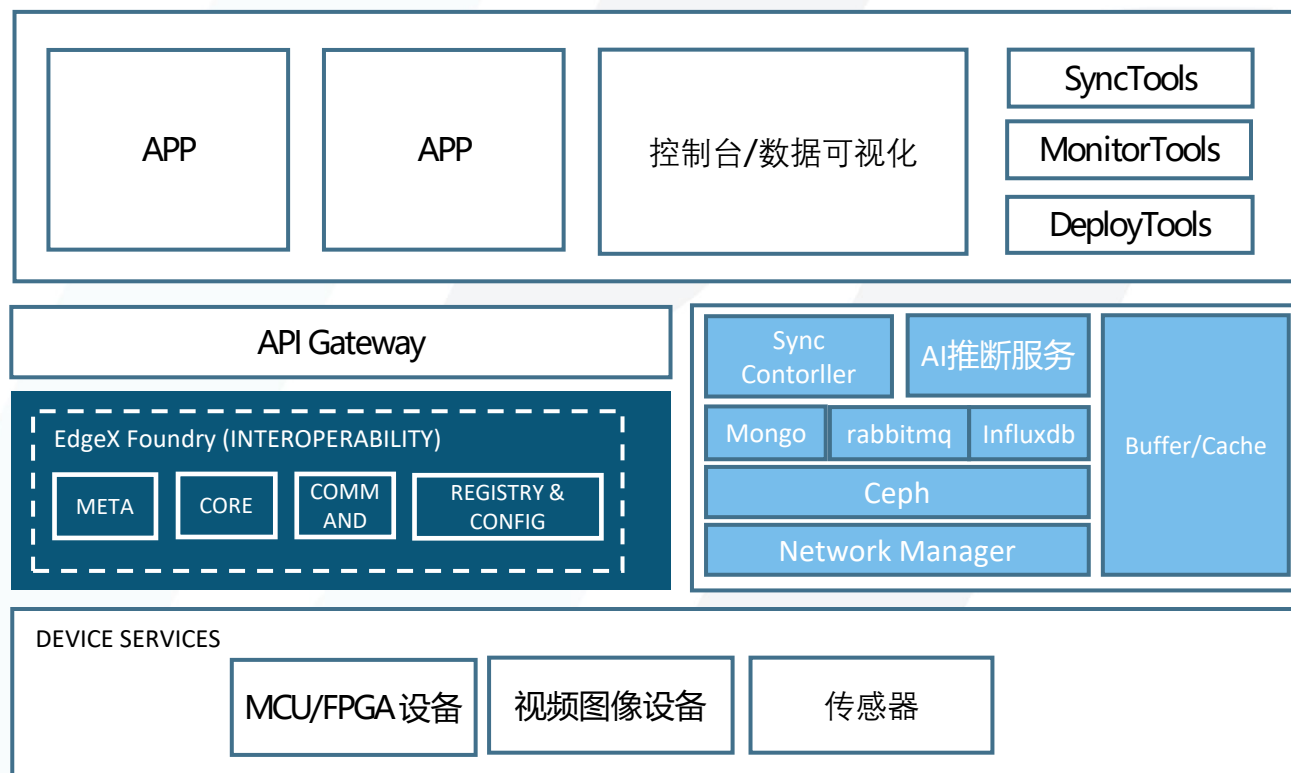 APP
APP
控制台/数据可视化
SyncTools
MonitorTools
DeployTools
API Gateway
EdgeX Foundry (INTEROPERABILITY)
META
CORE
COMM
AND
REGISTRY &
CONFIG
Sync
Contorller
AI推断服务
Mongo
rabbitmq
Influxdb
Ceph
Network Manager
Buffer/Cache
DEVICE SERVICES
MCU/FPGA 设备
视频图像设备
传感器